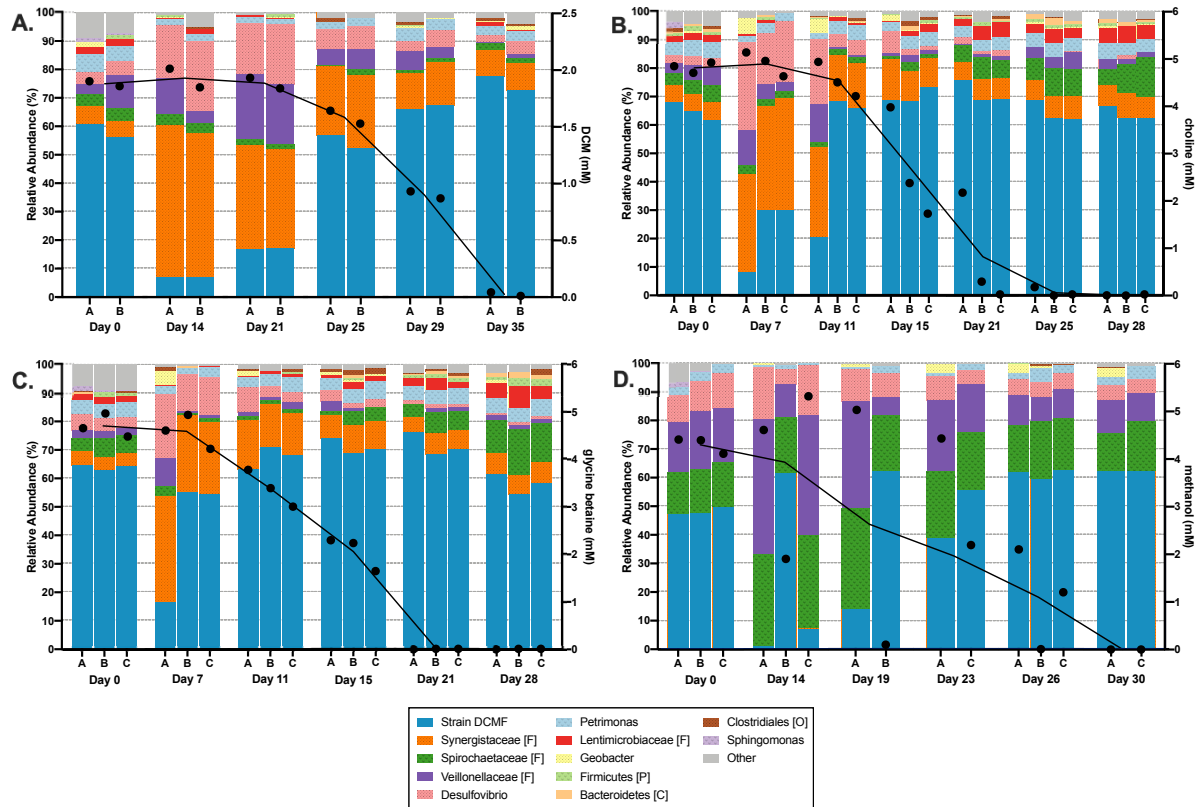 A.
Relative Abundance (%)
100
90
80
70
60
50
40
30
20
10
0
2.5
2.0
1.5
1.0
0.5
0.0
DCM (mM)
A B A B A B A B A B A B
Day 0 Day 14 Day 21 Day 25 Day 29 Day 35
B.
Relative Abundance (%)
100
90
80
70
60
50
40
30
20
10
0
6
5
4
3
2
1
0
choline (mM)
A B C A B C A B C A B C A B C A B C A B C
Day 0 Day 7 Day 11 Day 15 Day 21 Day 25 Day 28
C.
Relative Abundance (%)
100
90
80
70
60
50
40
30
20
10
0
6
5
4
3
2
1
0
glycine betaine (mM)
A B C A B C A B C A B C A B C A B C
Day 0 Day 7 Day 11 Day 15 Day 21 Day 28
D.
Relative Abundance (%)
100
90
80
70
60
50
40
30
20
10
0
6
5
4
3
2
1
0
methanol (mM)
A B C A B C A B A C A B C A C
Day 0 Day 14 Day 19 Day 23 Day 26 Day 30
Strain DCMF
Synergistaceae [F]
Spirochaetaceae [F]
Veillonellaceae [F]
Desulfovibrio
Petrimonas
Lentimicrobiaceae [F]
Geobacter
Firmicutes [P]
Bacteroidetes [C]
Clostridiales [O]
Sphingomonas
Other